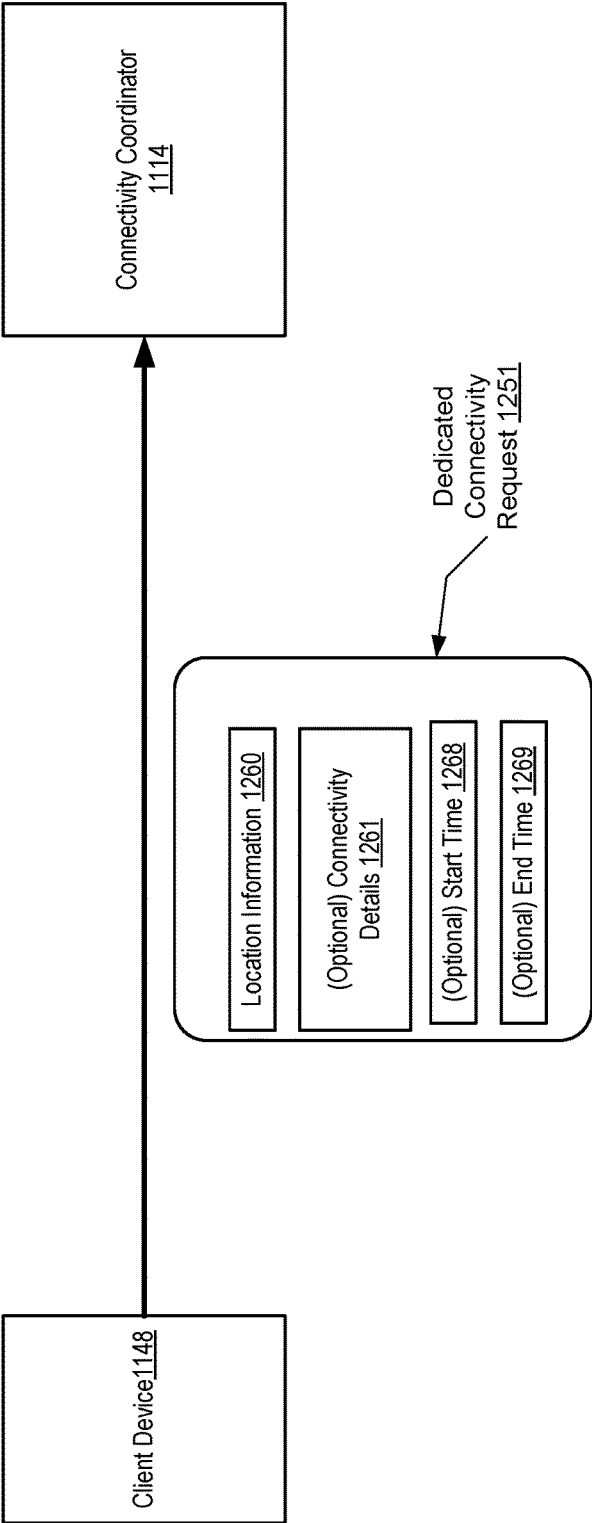 Client Device1148
Connectivity Coordinator
1114
Location Information 1260
(Optional) Connectivity
Details 1261
(Optional) Start Time 1268
(Optional) End Time 1269
Dedicated
Connectivity
Request 1251